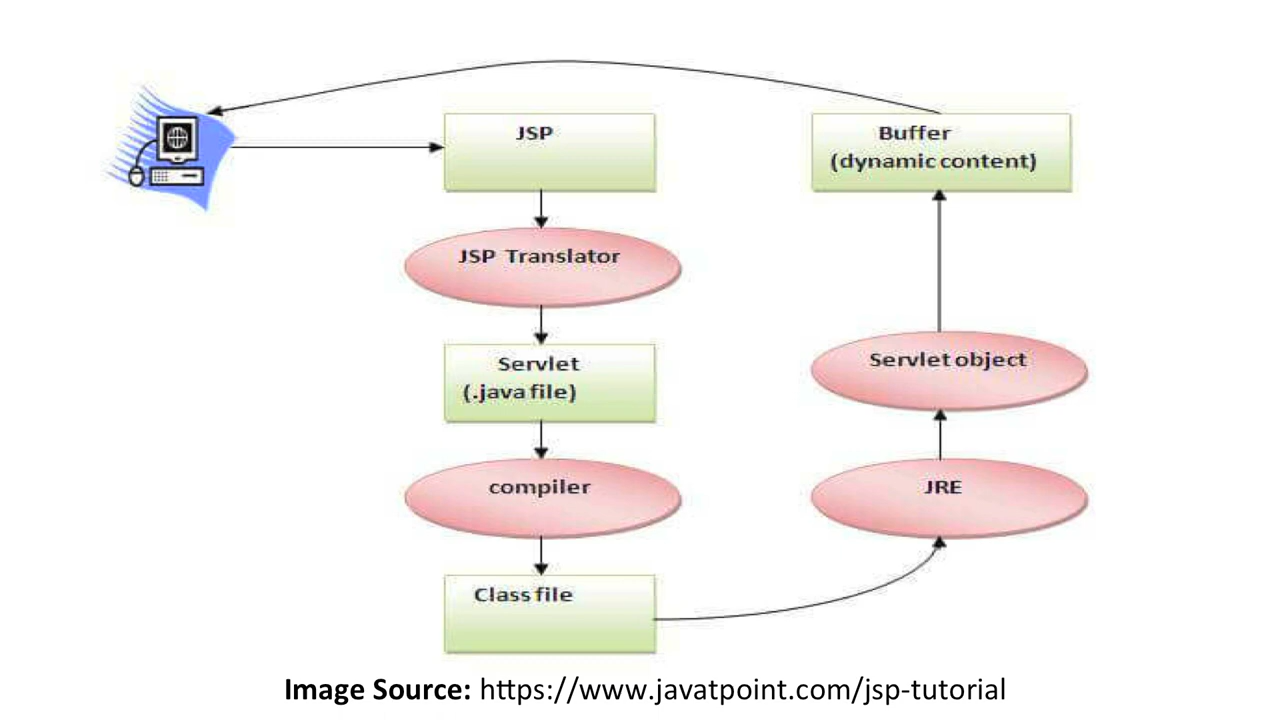 JSP
JSP Translator
Servlet
(.java file)
compiler
Class file
JRE
Servlet object
Buffer
(dynamic content)
Image Source: https://www.javatpoint.com/jsp-tutorial